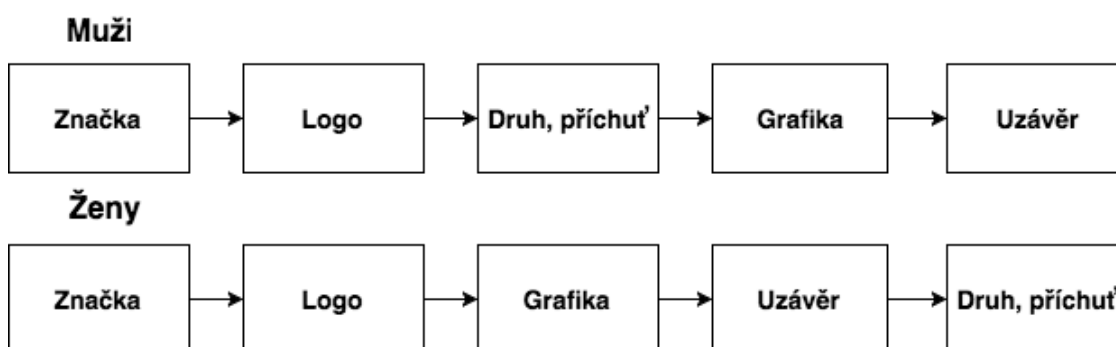 Muži
Značka Logo Druh, příchuť Grafika Uzávěr
Ženy
Značka Logo Grafika Uzávěr Druh, příchuť